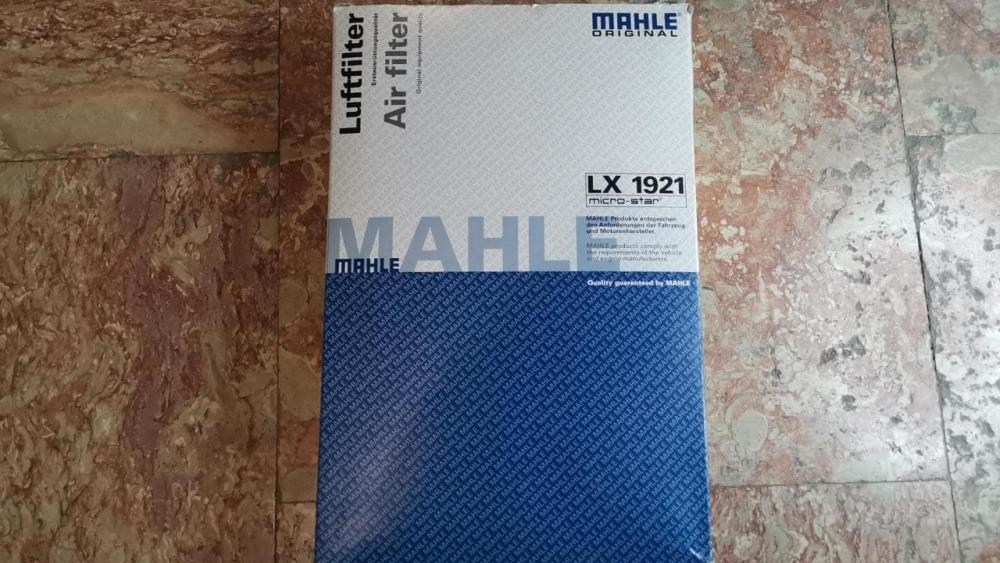 Luftfilter
Erstausrüstungsqualität
Air filter
Original equipment quality
MAHLE
ORIGINAL
LX 1921
micro-star
MAHLE Produkte entsprechen
den Anforderungen der Fahrzeug-
und Motorenhersteller.
MAHLE products comply with
the requirements of the vehicle
and engine manufacturers.
MAHLE
MAHLE
Quality guaranteed by MAHLE